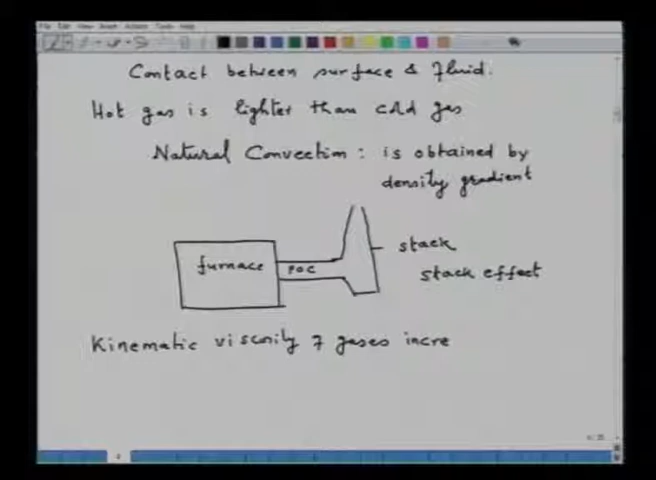 Contact between surface & fluid.
Hot gas is lighter than cold gas
Natural Convection : is obtained by
density gradient
furnace
POC
stack
stack effect
Kinematic viscosity of gases incre